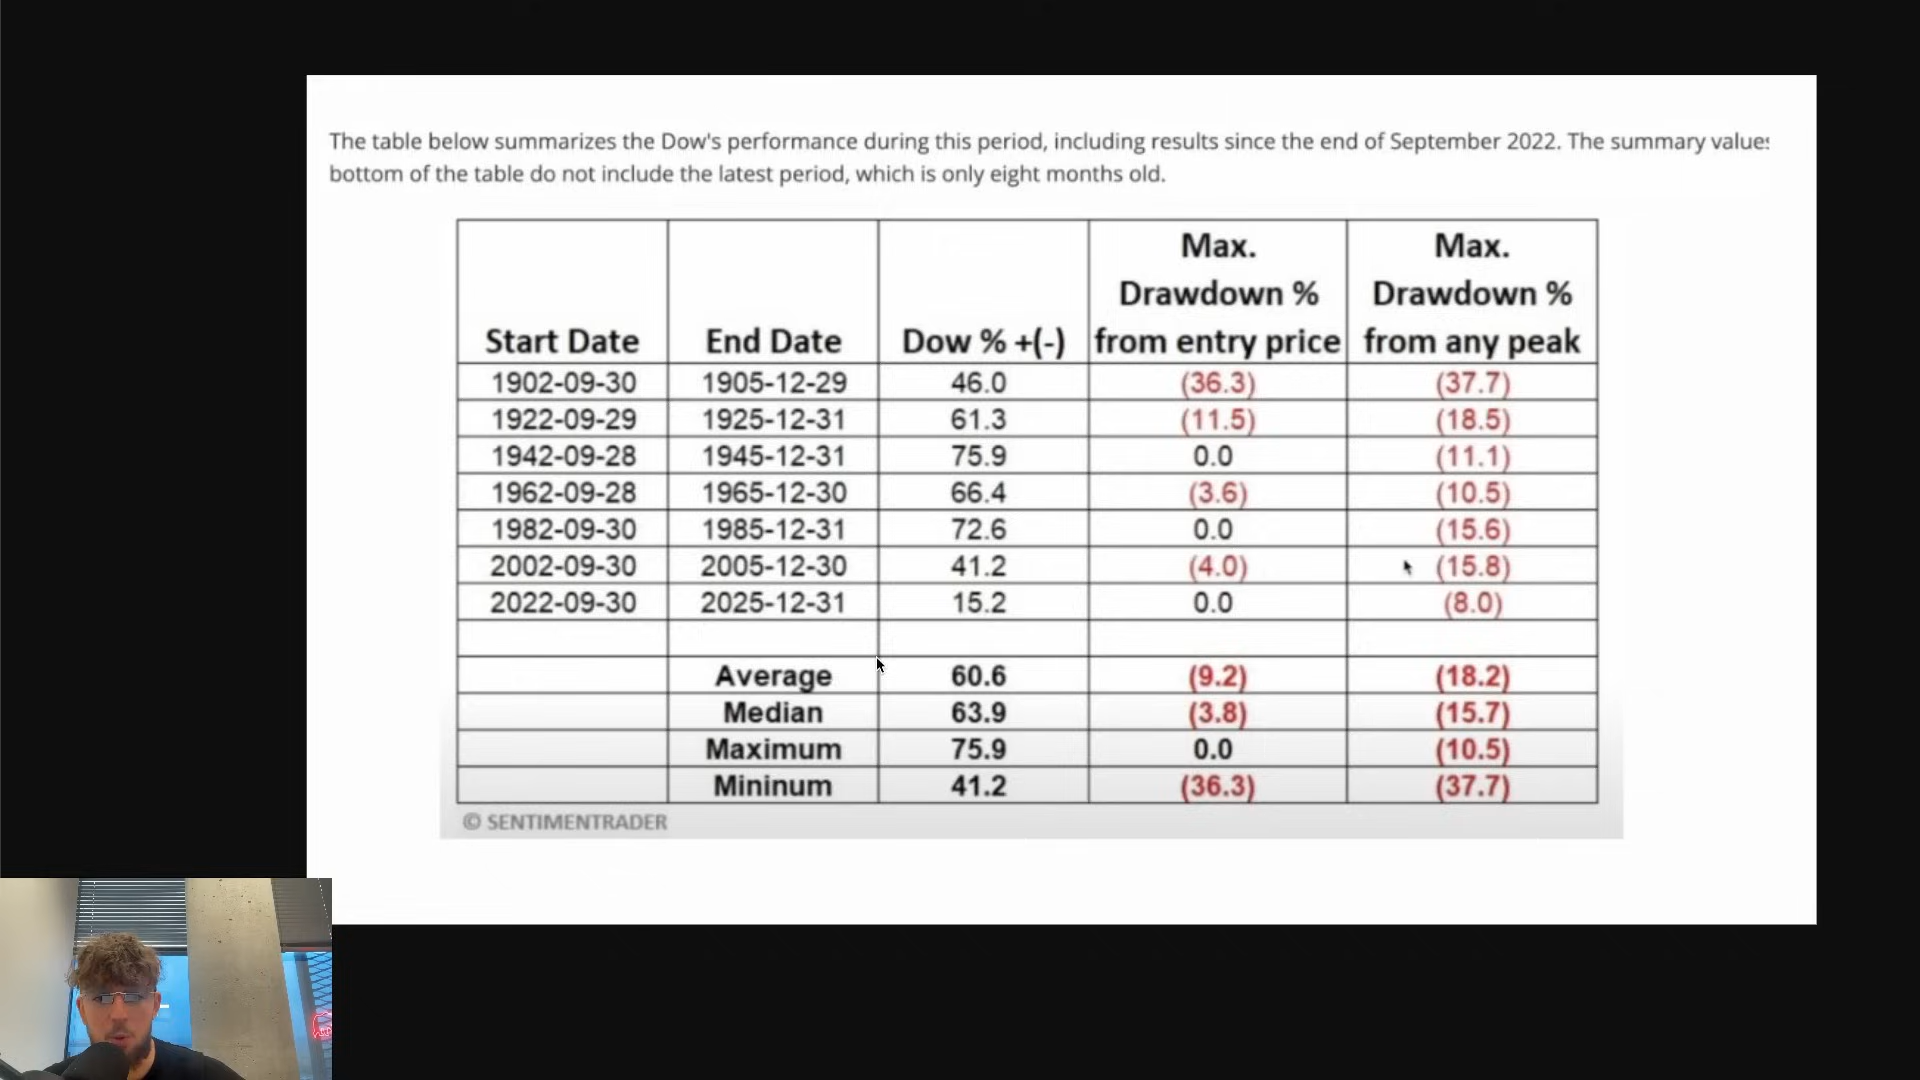 The table below summarizes the Dow's performance during this period, including results since the end of September 2022. The summary values
bottom of the table do not include the latest period, which is only eight months old.
Start Date End Date Dow % +(-) Max. Drawdown % from entry price Max. Drawdown % from any peak
1902-09-30 1905-12-29 46.0 (36.3) (37.7)
1922-09-29 1925-12-31 61.3 (11.5) (18.5)
1942-09-28 1945-12-31 75.9 0.0 (11.1)
1962-09-28 1965-12-30 66.4 (3.6) (10.5)
1982-09-30 1985-12-31 72.6 0.0 (15.6)
2002-09-30 2005-12-30 41.2 (4.0) (15.8)
2022-09-30 2025-12-31 15.2 0.0 (8.0)
Average 60.6 (9.2) (18.2)
Median 63.9 (3.8) (15.7)
Maximum 75.9 0.0 (10.5)
Mininum 41.2 (36.3) (37.7)
© SENTIMENTRADER